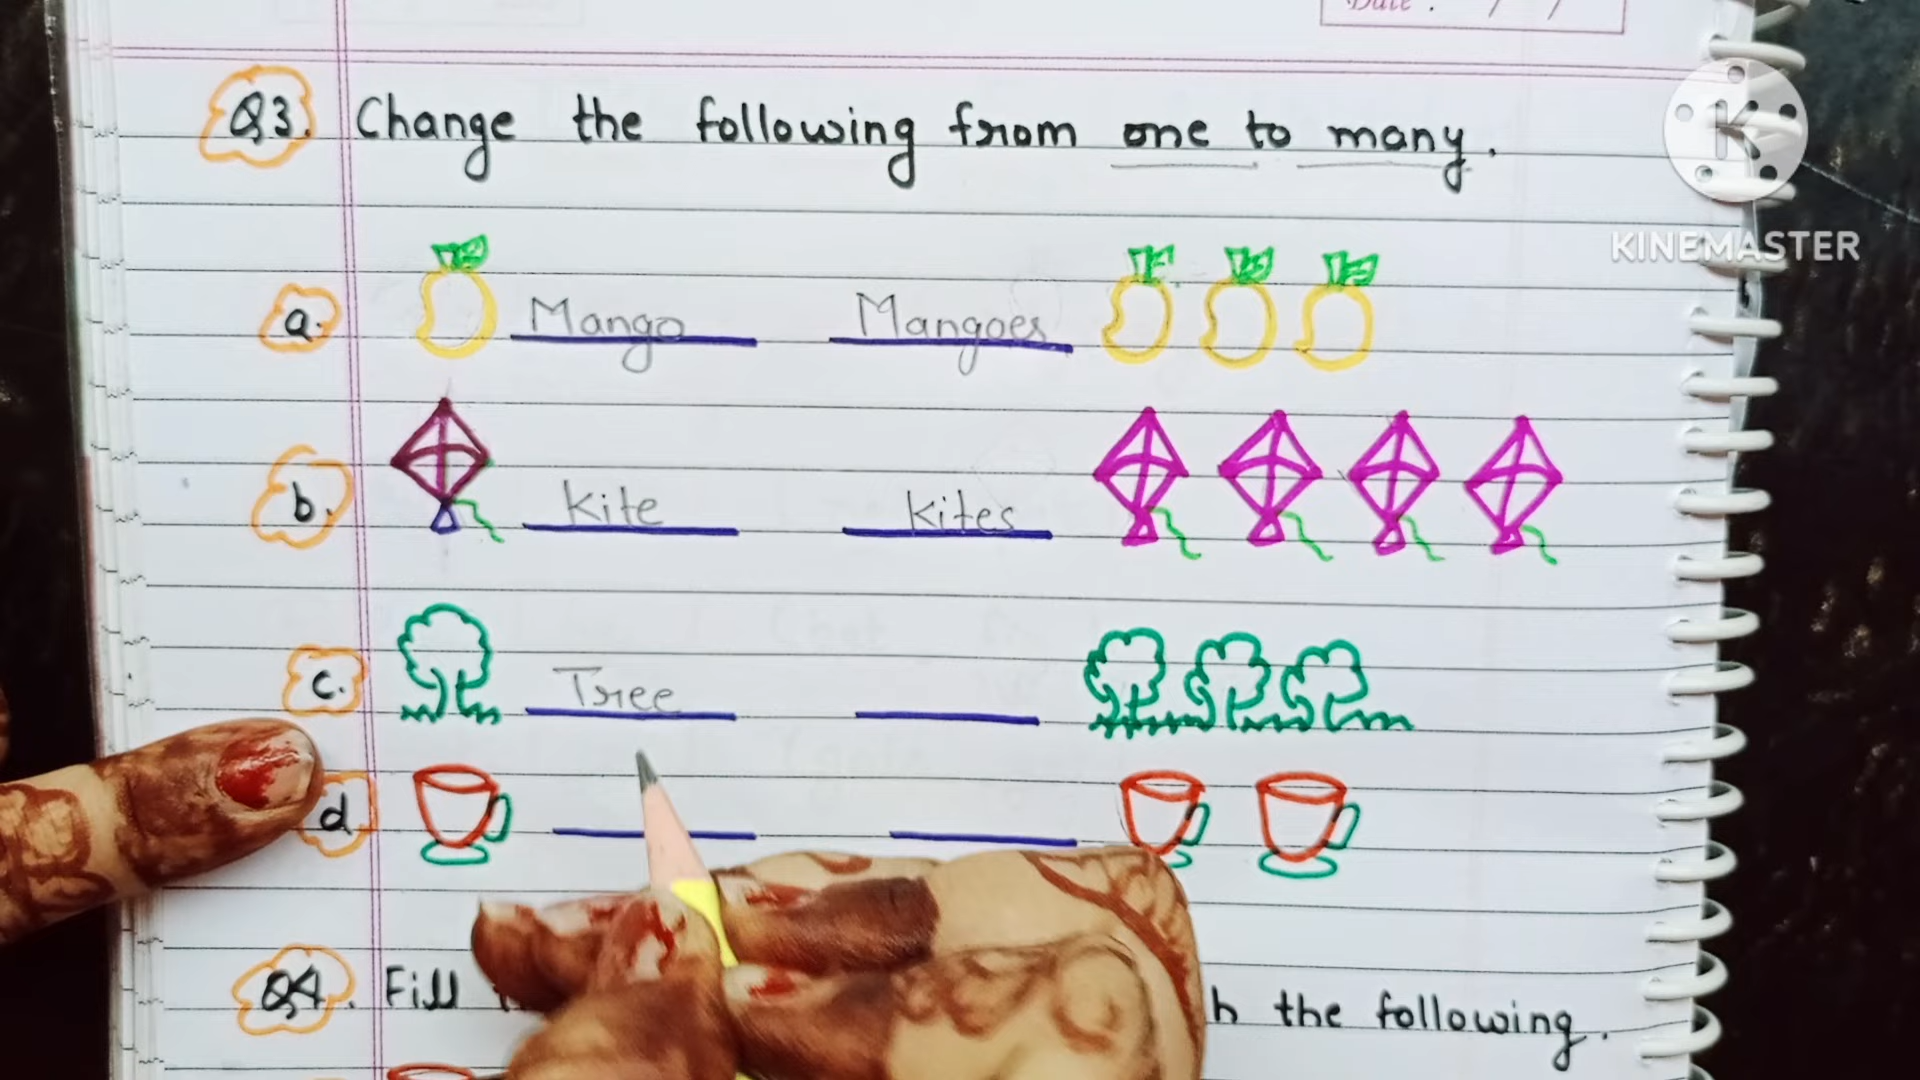 Date :   /   /
Q3. Change the following from one to many.
K
KINEMASTER
a. Mango Mangoes
b. Kite Kites
c. Tree
d
Q4. Fill h the following.